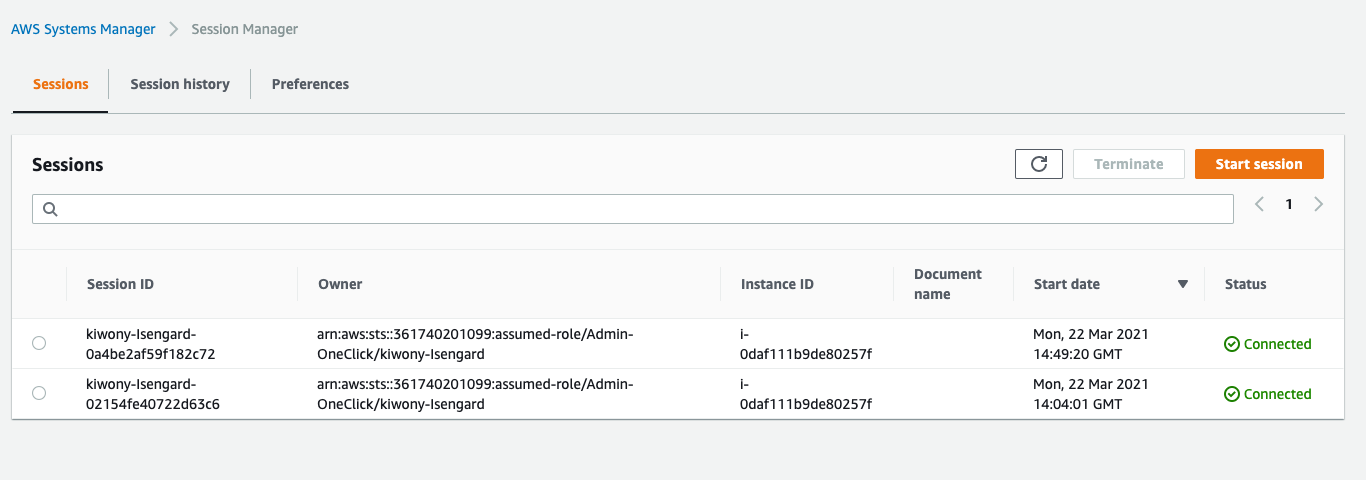 AWS Systems Manager > Session Manager
Sessions
Session history
Preferences
Sessions
Terminate
Start session
1
Session ID
Owner
Instance ID
Document
name
Start date
Status
kiwony-Isengard-
0a4be2af59f182c72
arn:aws:sts::361740201099:assumed-role/Admin-
OneClick/kiwony-Isengard
i-
0daf111b9de80257f
Mon, 22 Mar 2021
14:49:20 GMT
Connected
kiwony-Isengard-
02154fe40722d63c6
arn:aws:sts::361740201099:assumed-role/Admin-
OneClick/kiwony-Isengard
i-
0daf111b9de80257f
Mon, 22 Mar 2021
14:04:01 GMT
Connected